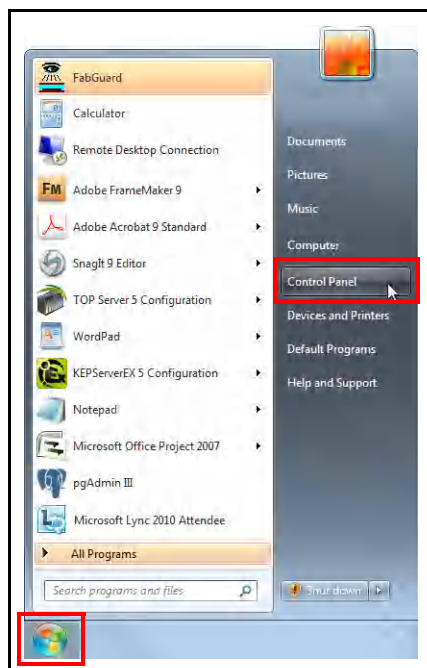 FabGuard
Calculator
Remote Desktop Connection
FM Adobe FrameMaker 9
Adobe Acrobat 9 Standard
SnagIt 9 Editor
TOP Server 5 Configuration
WordPad
KEPServerEX 5 Configuration
Notepad
Microsoft Office Project 2007
pgAdmin III
Microsoft Lync 2010 Attendee
All Programs
Search programs and files
Documents
Pictures
Music
Computer
Control Panel
Devices and Printers
Default Programs
Help and Support
Shut down